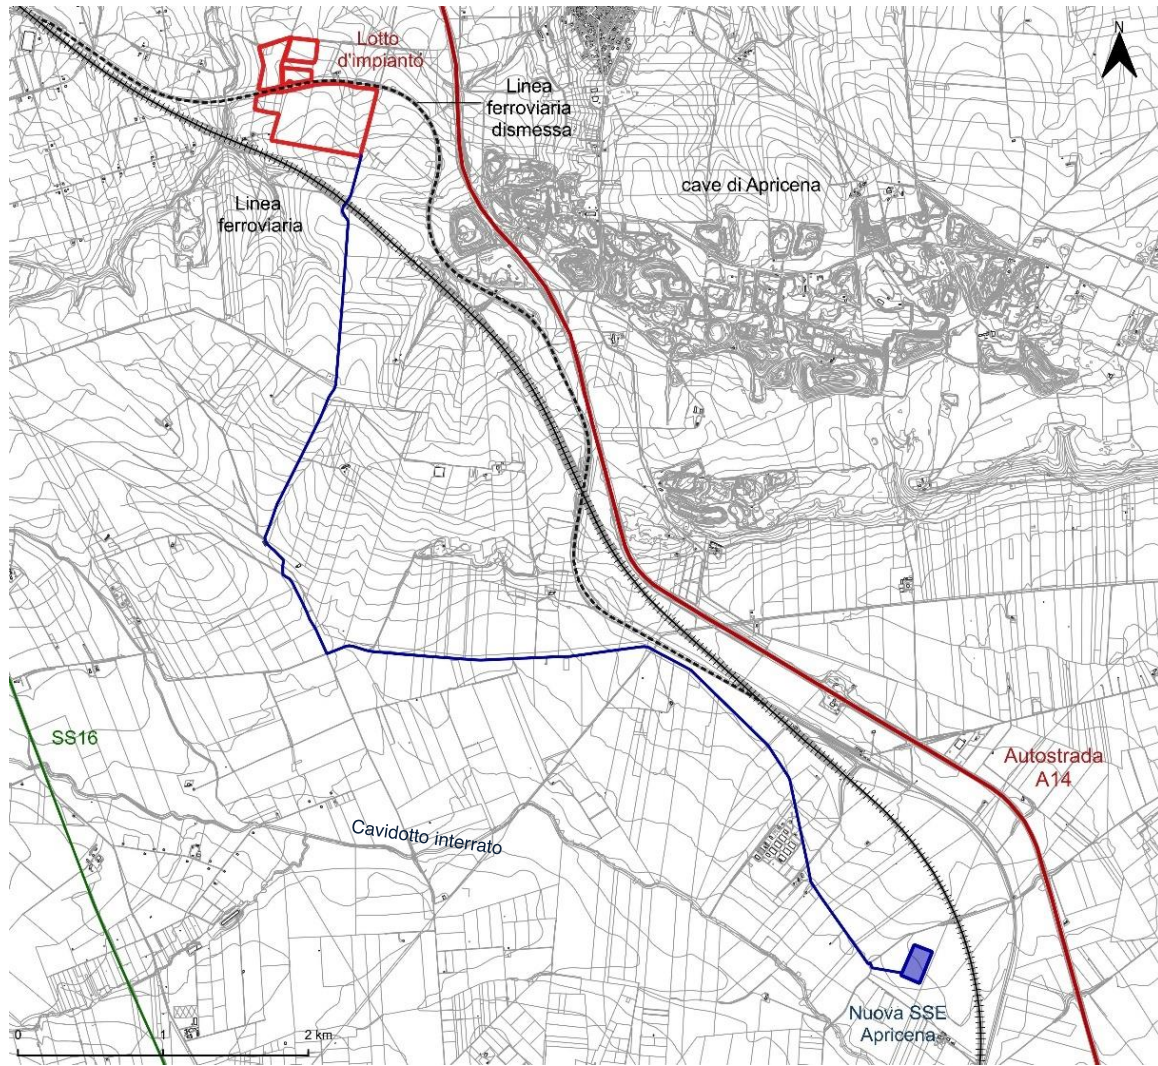 N
Lotto
d'impianto
Linea
ferroviaria
dismessa
cave di Apricena
Linea
ferroviaria
SS16
Autostrada
A14
Cavidotto interrato
Nuova SSE
Apricena
0 1 2 km